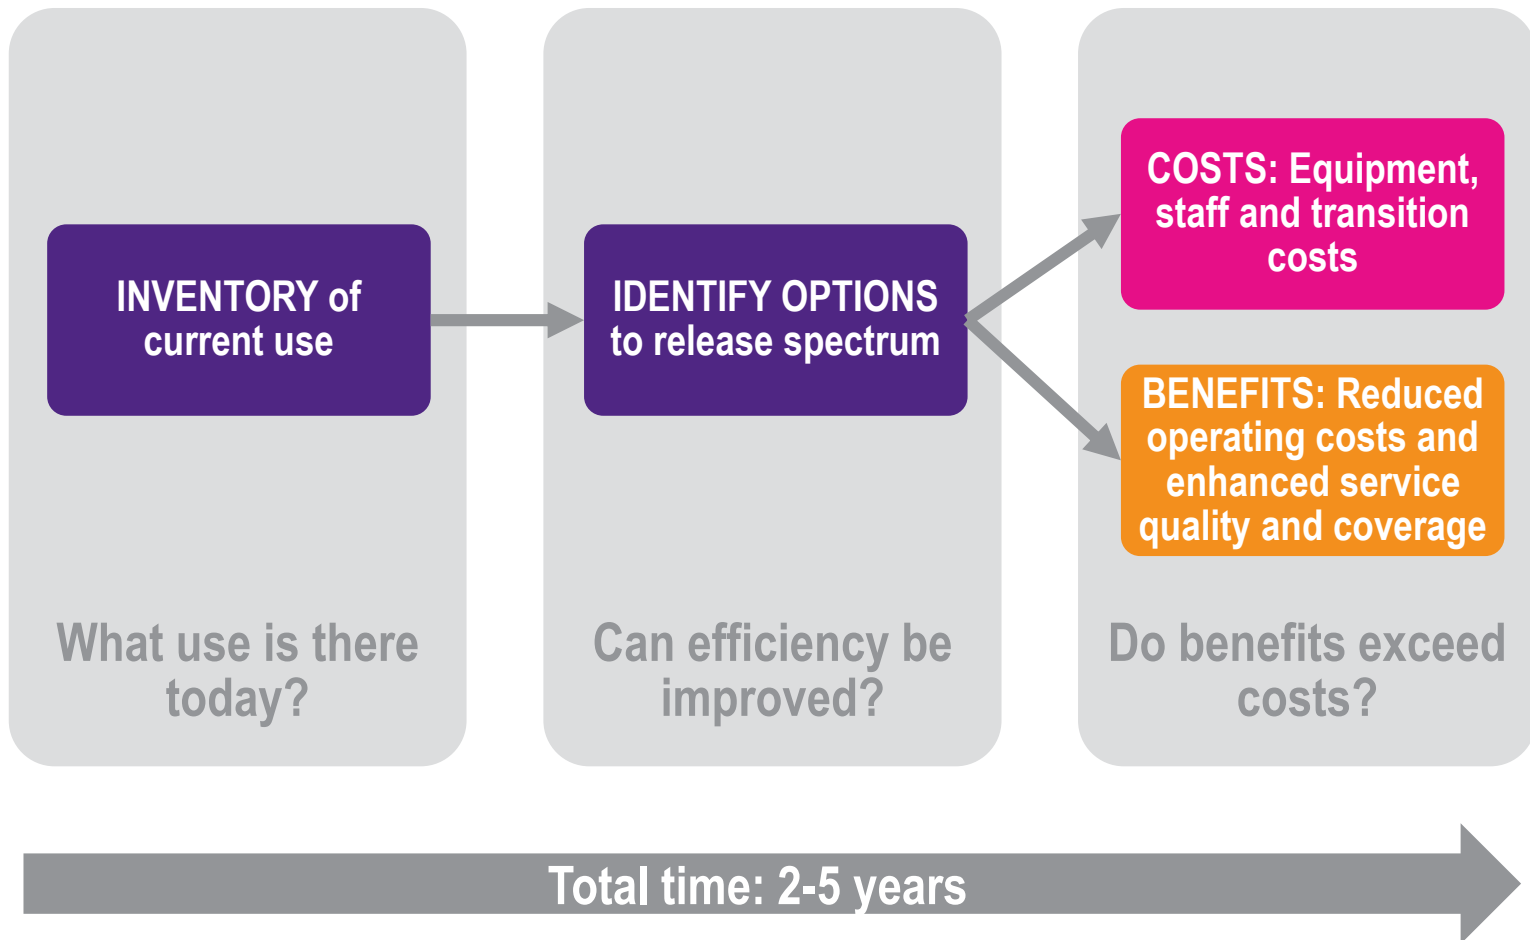 INVENTORY of
current use
What use is there
today?
IDENTIFY OPTIONS
to release spectrum
Can efficiency be
improved?
COSTS: Equipment,
staff and transition
costs
BENEFITS: Reduced
operating costs and
enhanced service
quality and coverage
Do benefits exceed
costs?
Total time: 2-5 years